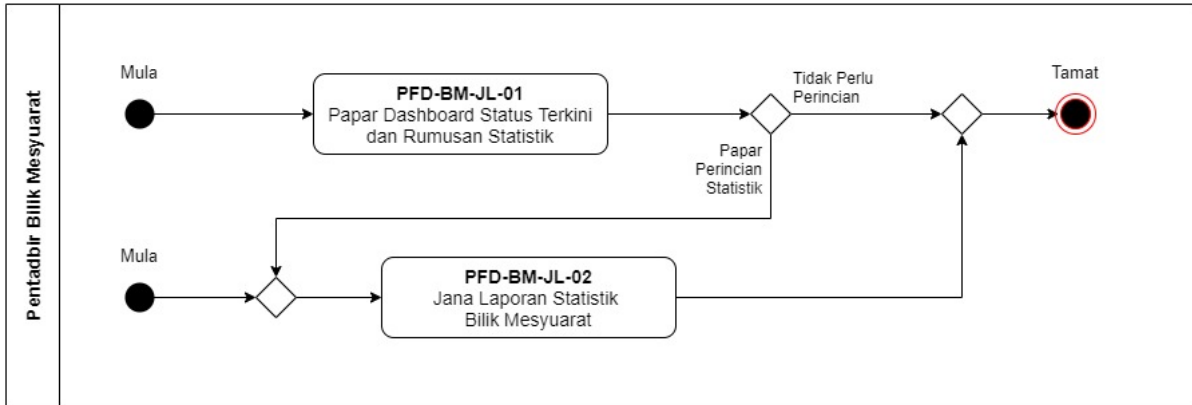 Pentadbir Bilik Mesyuarat
Mula
PFD-BM-JL-01
Papar Dashboard Status Terkini
dan Rumusan Statistik
Tidak Perlu
Perincian
Tamat
Papar
Perincian
Statistik
Mula
PFD-BM-JL-02
Jana Laporan Statistik
Bilik Mesyuarat